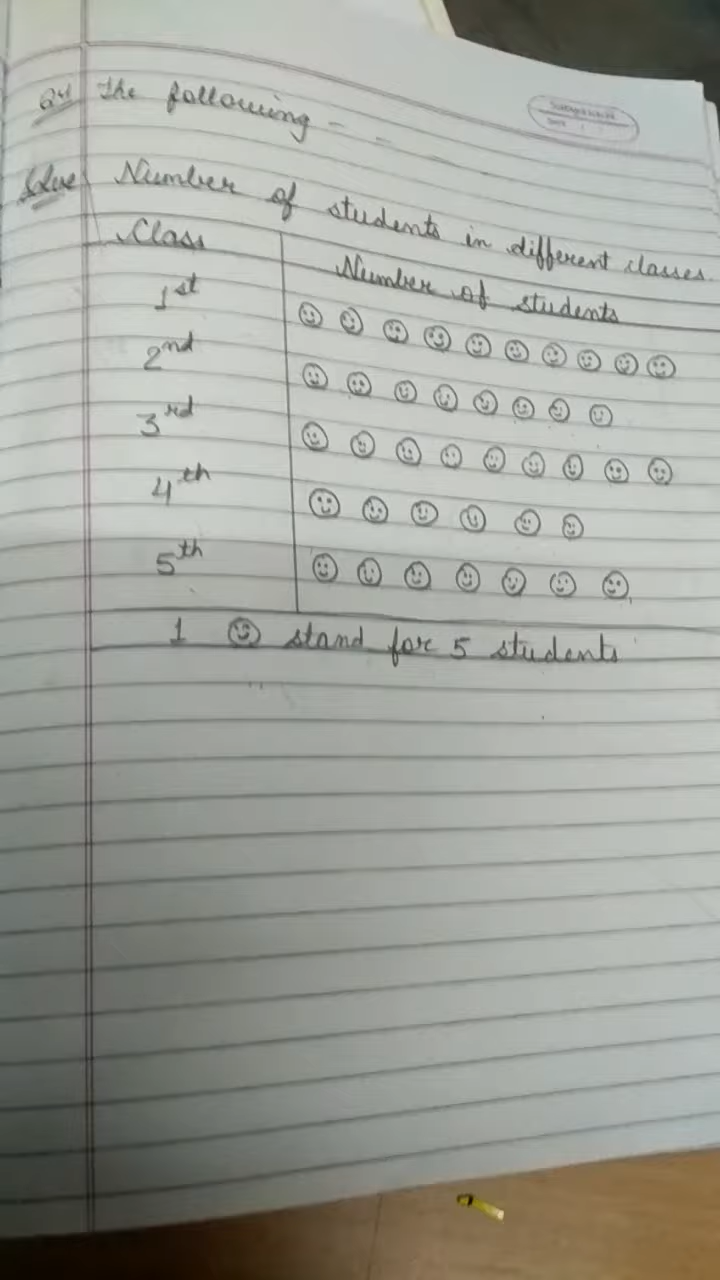 Q4 The following - - -
Solve Number of students in different classes.
Class Number of students
1st
2nd
3rd
4th
5th
1 stand for 5 students